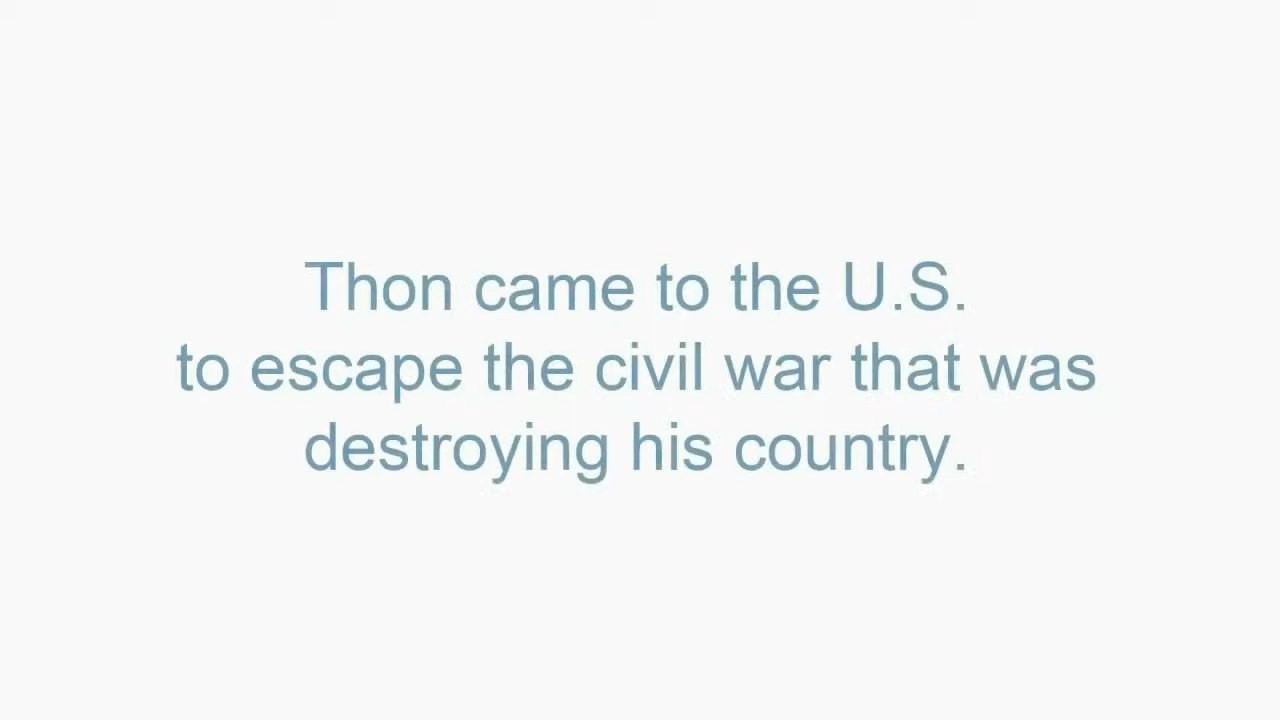 Thon came to the U.S.
to escape the civil war that was
destroying his country.